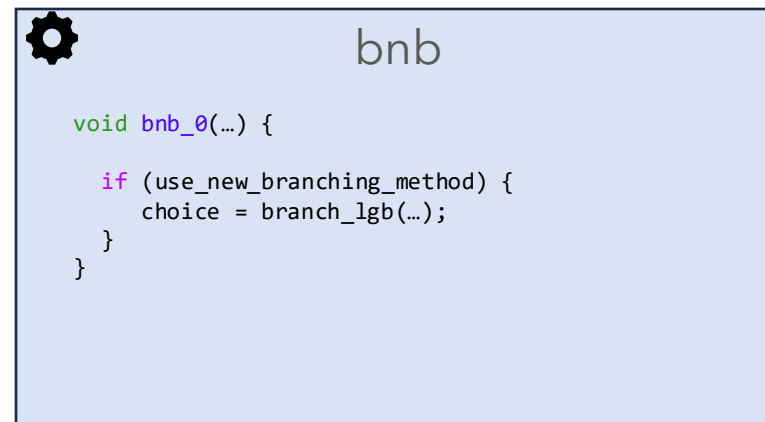 bnb
void bnb_0(…) {
if (use_new_branching_method) {
choice = branch_lgb(…);
}
}